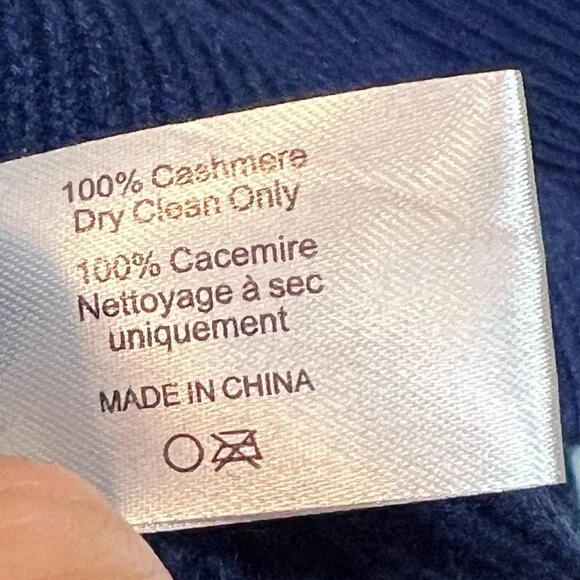 100% Cashmere
Dry Clean Only
100% Cacemire
Nettoyage à sec
uniquement
MADE IN CHINA